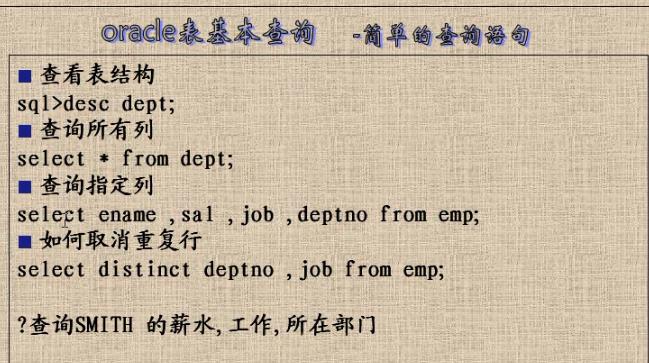 oracle表基本查询 -简单的查询语句
■ 查看表结构
sql>desc dept;
■ 查询所有列
select * from dept;
■ 查询指定列
select ename ,sal ,job ,deptno from emp;
■ 如何取消重复行
select distinct deptno ,job from emp;
?查询SMITH 的薪水,工作,所在部门